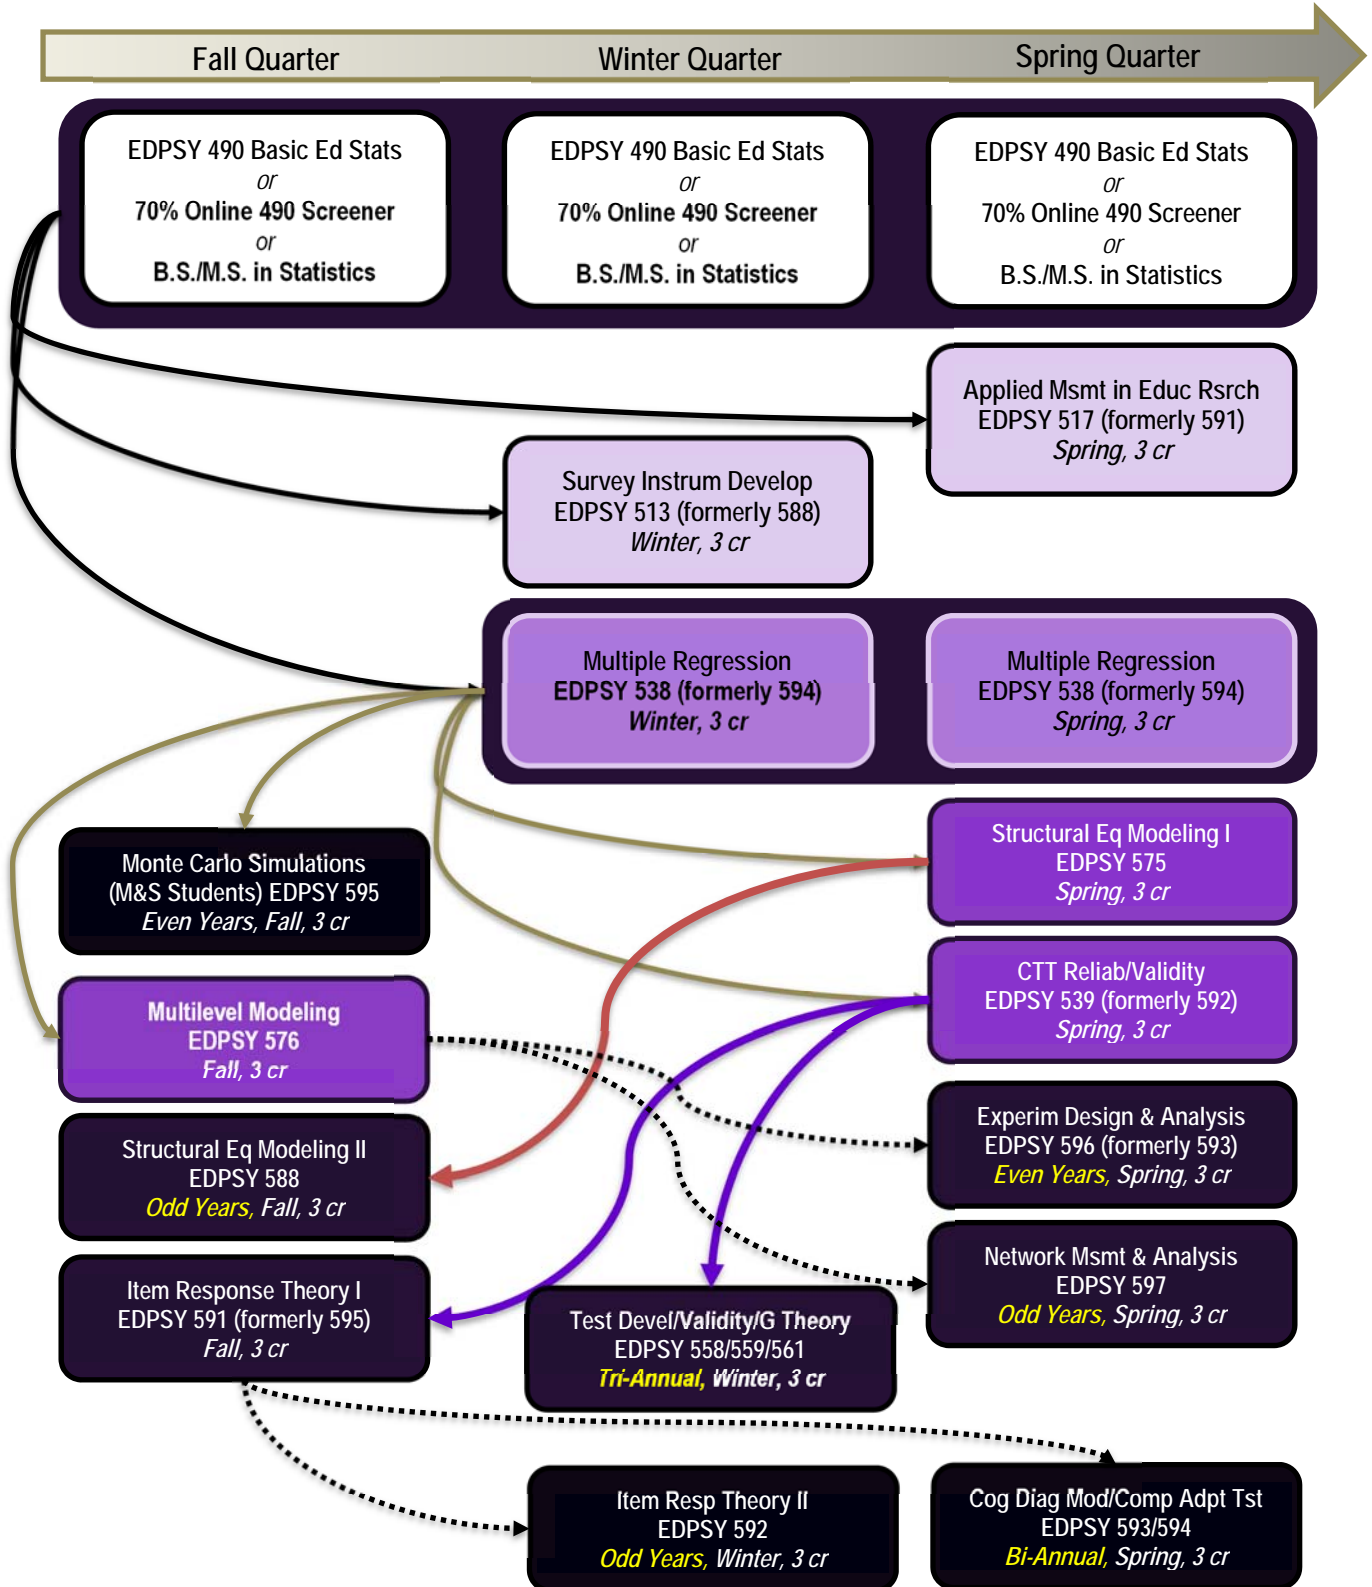 Fall Quarter
Winter Quarter
Spring Quarter
EDPSY 490 Basic Ed Stats
or
70% Online 490 Screener
or
B.S./M.S. in Statistics
EDPSY 490 Basic Ed Stats
or
70% Online 490 Screener
or
B.S./M.S. in Statistics
EDPSY 490 Basic Ed Stats
or
70% Online 490 Screener
or
B.S./M.S. in Statistics
Applied Msmt in Educ Rsrch
EDPSY 517 (formerly 591)
Spring, 3 cr
Survey Instrum Develop
EDPSY 513 (formerly 588)
Winter, 3 cr
Multiple Regression
EDPSY 538 (formerly 594)
Winter, 3 cr
Multiple Regression
EDPSY 538 (formerly 594)
Spring, 3 cr
Monte Carlo Simulations
(M&S Students) EDPSY 595
Even Years, Fall, 3 cr
Structural Eq Modeling I
EDPSY 575
Spring, 3 cr
Multilevel Modeling
EDPSY 576
Fall, 3 cr
CTT Reliab/Validity
EDPSY 539 (formerly 592)
Spring, 3 cr
Structural Eq Modeling II
EDPSY 588
Odd Years, Fall, 3 cr
Experim Design & Analysis
EDPSY 596 (formerly 593)
Even Years, Spring, 3 cr
Item Response Theory I
EDPSY 591 (formerly 595)
Fall, 3 cr
Test Devel/Validity/G Theory
EDPSY 558/559/561
Tri-Annual, Winter, 3 cr
Network Msmt & Analysis
EDPSY 597
Odd Years, Spring, 3 cr
Item Resp Theory II
EDPSY 592
Odd Years, Winter, 3 cr
Cog Diag Mod/Comp Adpt Tst
EDPSY 593/594
Bi-Annual, Spring, 3 cr